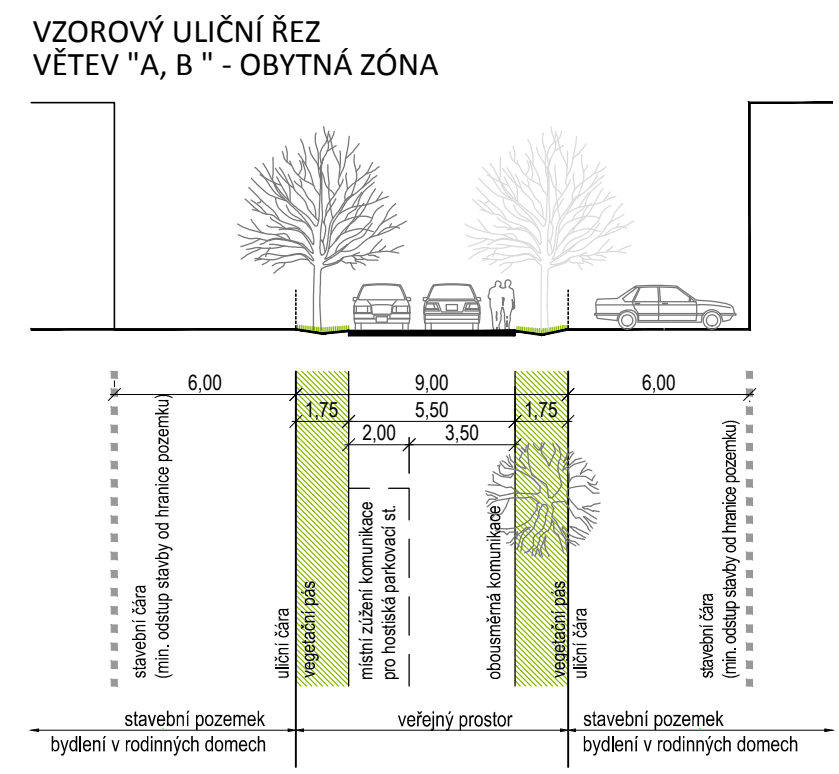 VZOROVÝ ULIČNÍ ŘEZ
VĚTEV "A, B " - OBYTNÁ ZÓNA
6,00
9,00
6,00
1,75
5,50
1,75
2,00
3,50
stavební čára
(min. odstup stavby od hranice pozemku)
uliční čára
vegetační pás
místní zúžení komunikace
pro hostiská parkovací st.
obousměrná komunikace
vegetační pás
uliční čára
stavební čára
(min. odstup stavby od hranice pozemku)
stavební pozemek
bydlení v rodinných domech
veřejný prostor
stavební pozemek
bydlení v rodinných domech